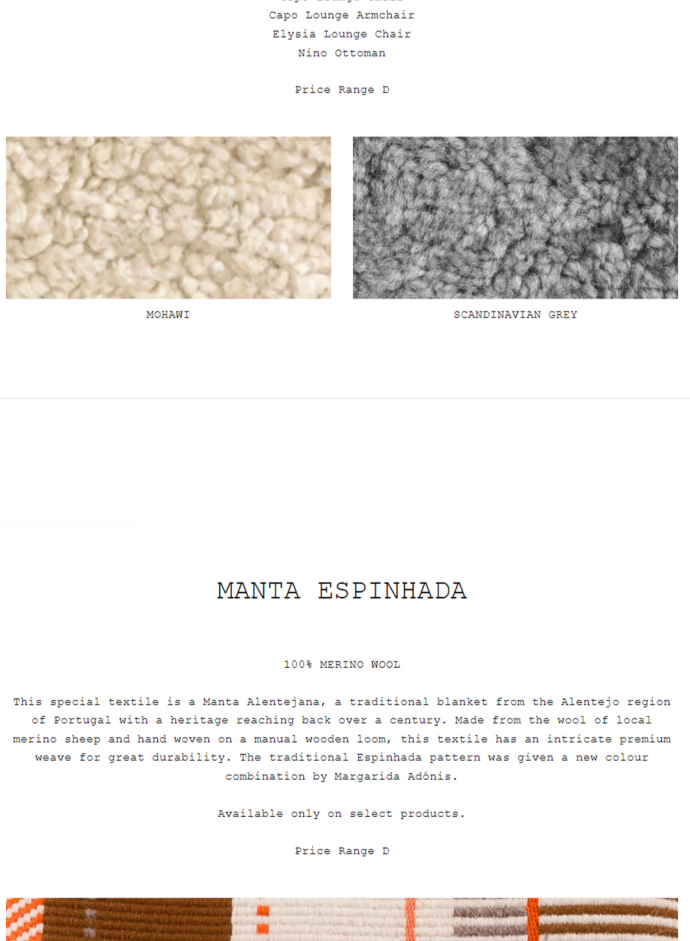 Capo Lounge Armchair
Elysia Lounge Chair
Nino Ottoman
Price Range D
MOHAWI
SCANDINAVIAN GREY
MANTA ESPINHADA
100% MERINO WOOL
This special textile is a Manta Alentejana, a traditional blanket from the Alentejo region
of Portugal with a heritage reaching back over a century. Made from the wool of local
merino sheep and hand woven on a manual wooden loom, this textile has an intricate premium
weave for great durability. The traditional Espinhada pattern was given a new colour
combination by Margarida Adónis.
Available only on select products.
Price Range D